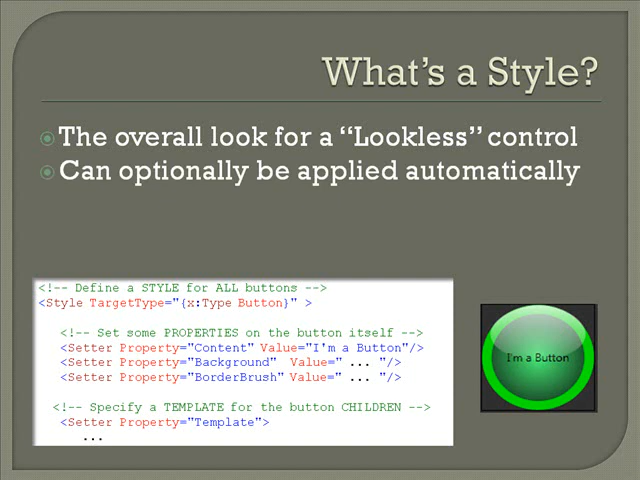 What's a Style?
The overall look for a “Lookless” control
Can optionally be applied automatically
<!-- Define a STYLE for ALL buttons -->
<Style TargetType="{x:Type Button}" >
<!-- Set some PROPERTIES on the button itself -->
<Setter Property="Content" Value="I'm a Button"/>
<Setter Property="Background"  Value=" ... "/>
<Setter Property="BorderBrush" Value=" ... "/>
<!-- Specify a TEMPLATE for the button CHILDREN -->
<Setter Property="Template">
...
I'm a Button